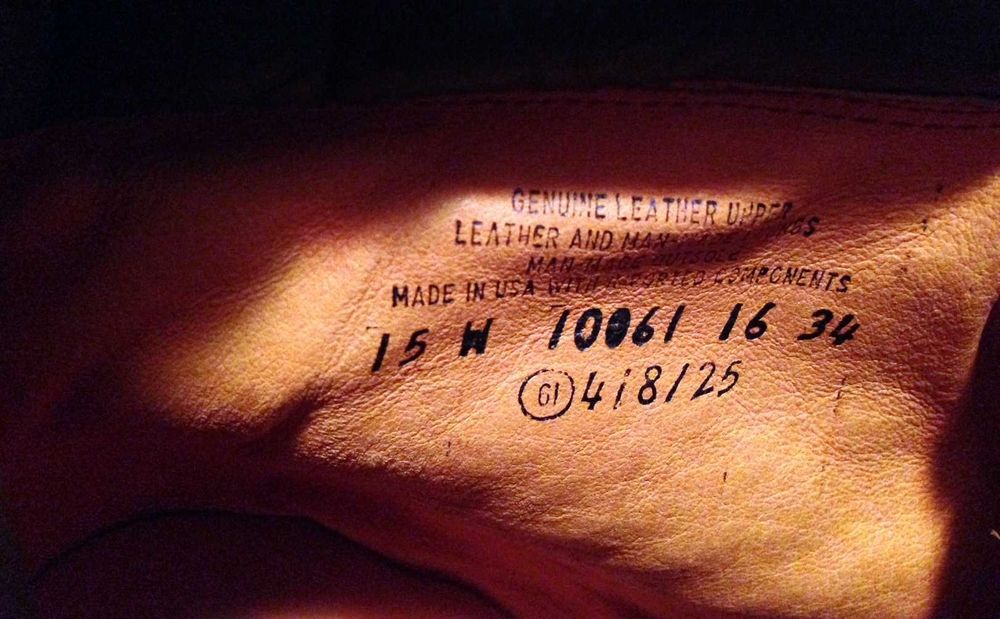 GENUINE LEATHER UPPER
LEATHER AND MAN
MAN MADE OUTSOLE
MADE IN USA WITH IMPORTED COMPONENTS
15 W 10061 16 34
61 418/25